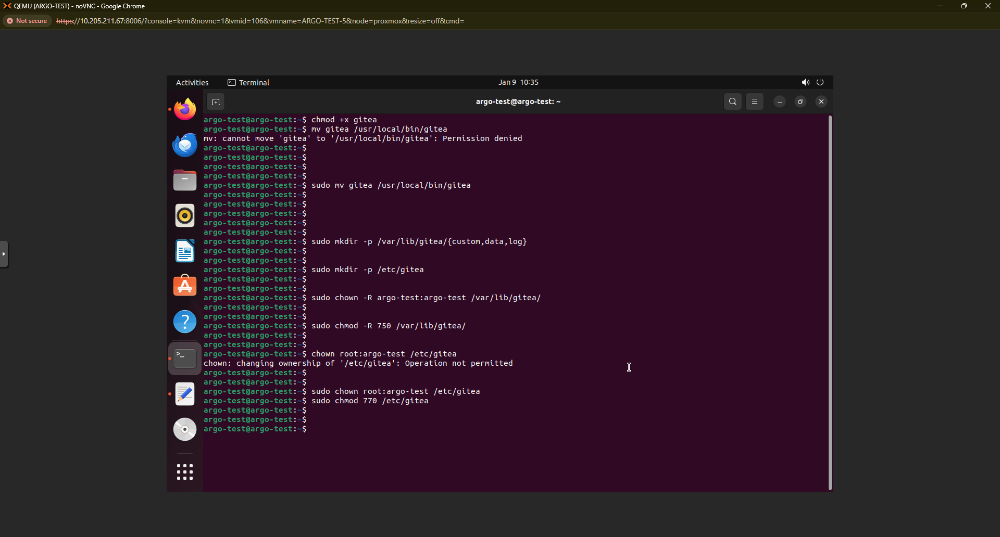 QEMU (ARGO-TEST) - noVNC - Google Chrome
Not secure https://10.205.211.67:8006/?console=kvm&novnc=1&vmid=106&vmname=ARGO-TEST-5&node=proxmox&resize=off&cmd=
Activities Terminal Jan 9 10:35
argo-test@argo-test: ~
argo-test@argo-test:~$ chmod +x gitea
argo-test@argo-test:~$ mv gitea /usr/local/bin/gitea
mv: cannot move 'gitea' to '/usr/local/bin/gitea': Permission denied
argo-test@argo-test:~$
argo-test@argo-test:~$
argo-test@argo-test:~$
argo-test@argo-test:~$
argo-test@argo-test:~$ sudo mv gitea /usr/local/bin/gitea
argo-test@argo-test:~$
argo-test@argo-test:~$
argo-test@argo-test:~$
argo-test@argo-test:~$
argo-test@argo-test:~$
argo-test@argo-test:~$ sudo mkdir -p /var/lib/gitea/{custom,data,log}
argo-test@argo-test:~$
argo-test@argo-test:~$
argo-test@argo-test:~$ sudo mkdir -p /etc/gitea
argo-test@argo-test:~$
argo-test@argo-test:~$
argo-test@argo-test:~$ sudo chown -R argo-test:argo-test /var/lib/gitea/
argo-test@argo-test:~$
argo-test@argo-test:~$
argo-test@argo-test:~$ sudo chmod -R 750 /var/lib/gitea/
argo-test@argo-test:~$
argo-test@argo-test:~$
argo-test@argo-test:~$ chown root:argo-test /etc/gitea
chown: changing ownership of '/etc/gitea': Operation not permitted
argo-test@argo-test:~$
argo-test@argo-test:~$
argo-test@argo-test:~$ sudo chown root:argo-test /etc/gitea
argo-test@argo-test:~$ sudo chmod 770 /etc/gitea
argo-test@argo-test:~$
argo-test@argo-test:~$
argo-test@argo-test:~$